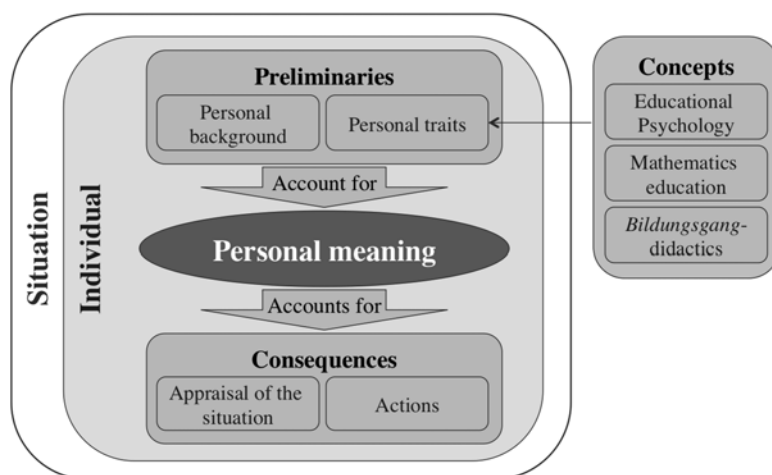 Situation
Individual
Preliminaries
Personal
background
Personal traits
Account for
Personal meaning
Accounts for
Consequences
Appraisal of the
situation
Actions
Concepts
Educational
Psychology
Mathematics
education
Bildungsgang-
didactics